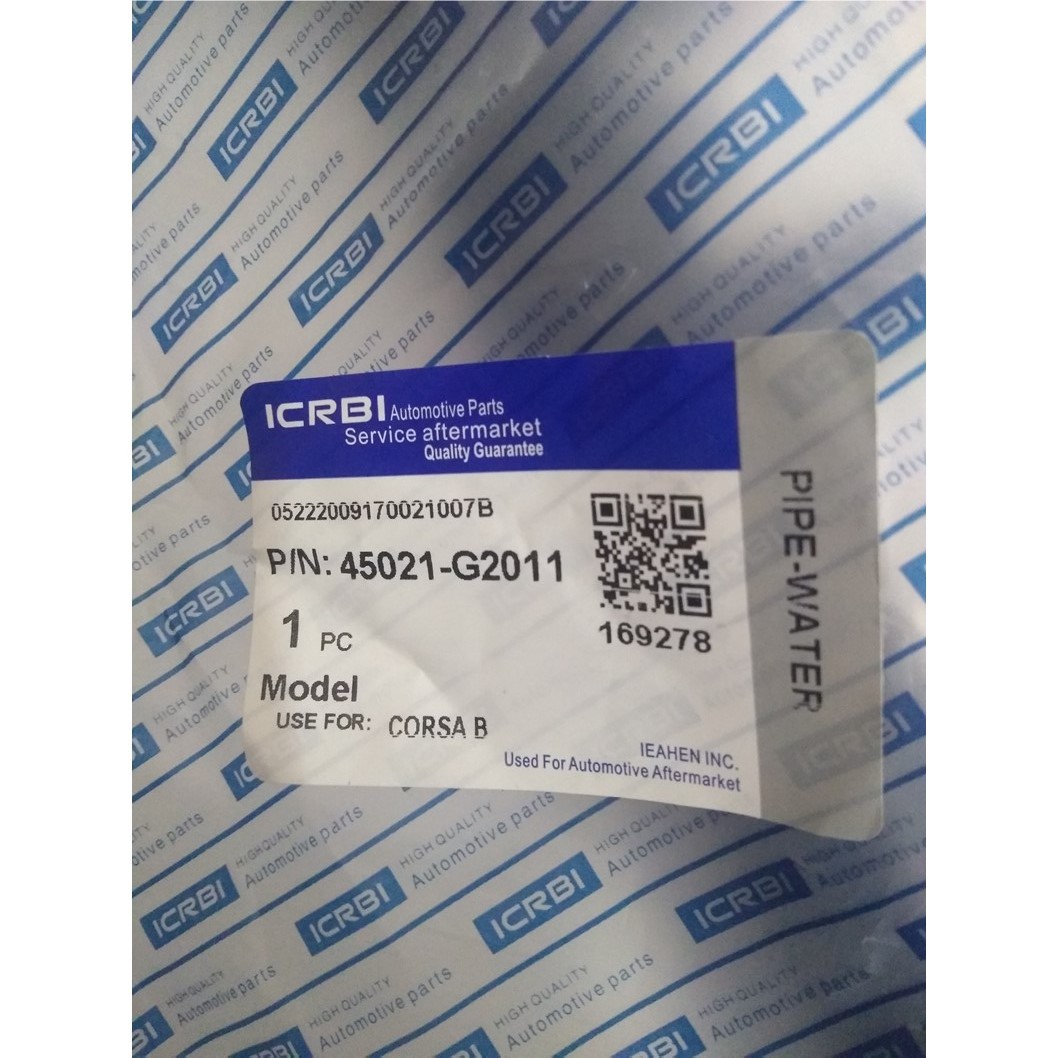 ICRBI Automotive Parts
Service aftermarket
Quality Guarantee
05222009170021007B
P/N: 45021-G2011
169278
1 PC
Model
USE FOR: CORSA B
IEAHEN INC.
Used For Automotive Aftermarket
PIPE-WATER
ICRBI
HIGH QUALITY
Automotive parts